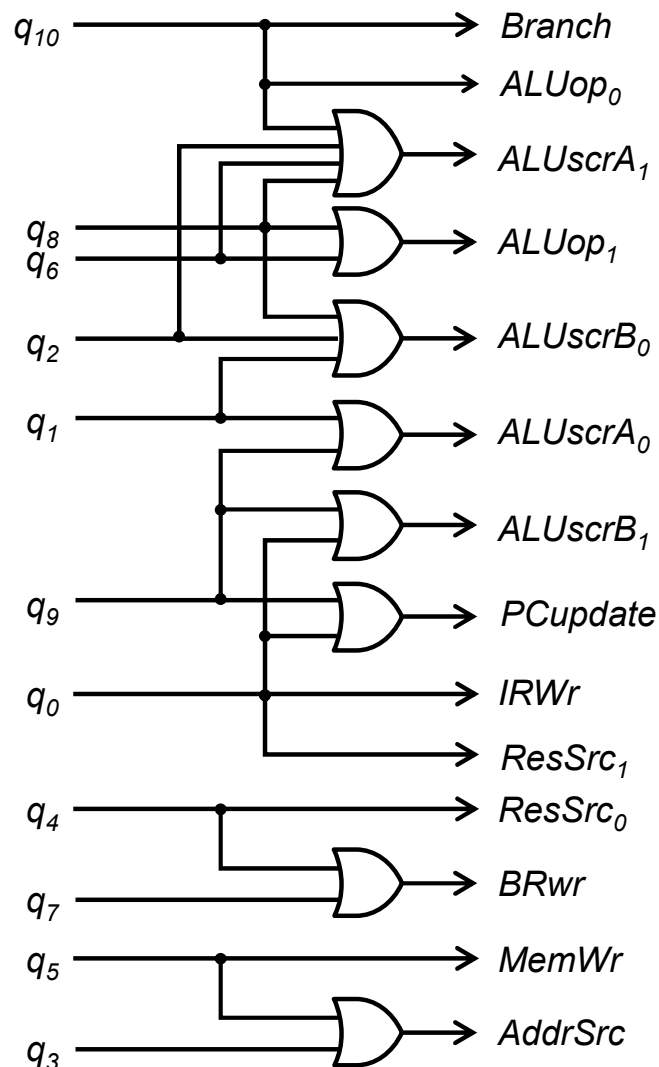 q10 Branch
ALUop0
ALUscrA1
q8 ALUop1
q6
q2 ALUscrB0
q1 ALUscrA0
ALUscrB1
q9 PCupdate
q0 IRWr
ResSrc1
q4 ResSrc0
q7 BRwr
q5 MemWr
q3 AddrSrc